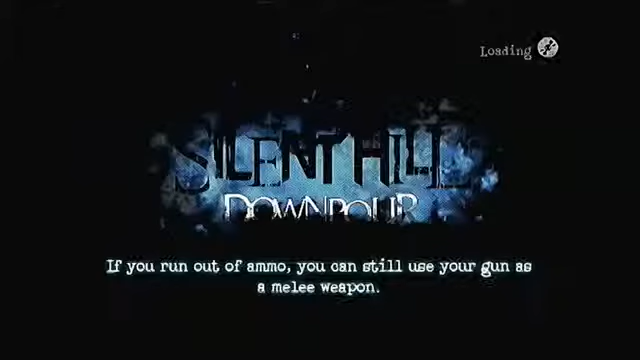 Loading
SILENT HILL
DOWNPOUR
If you run out of ammo, you can still use your gun as
a melee weapon.